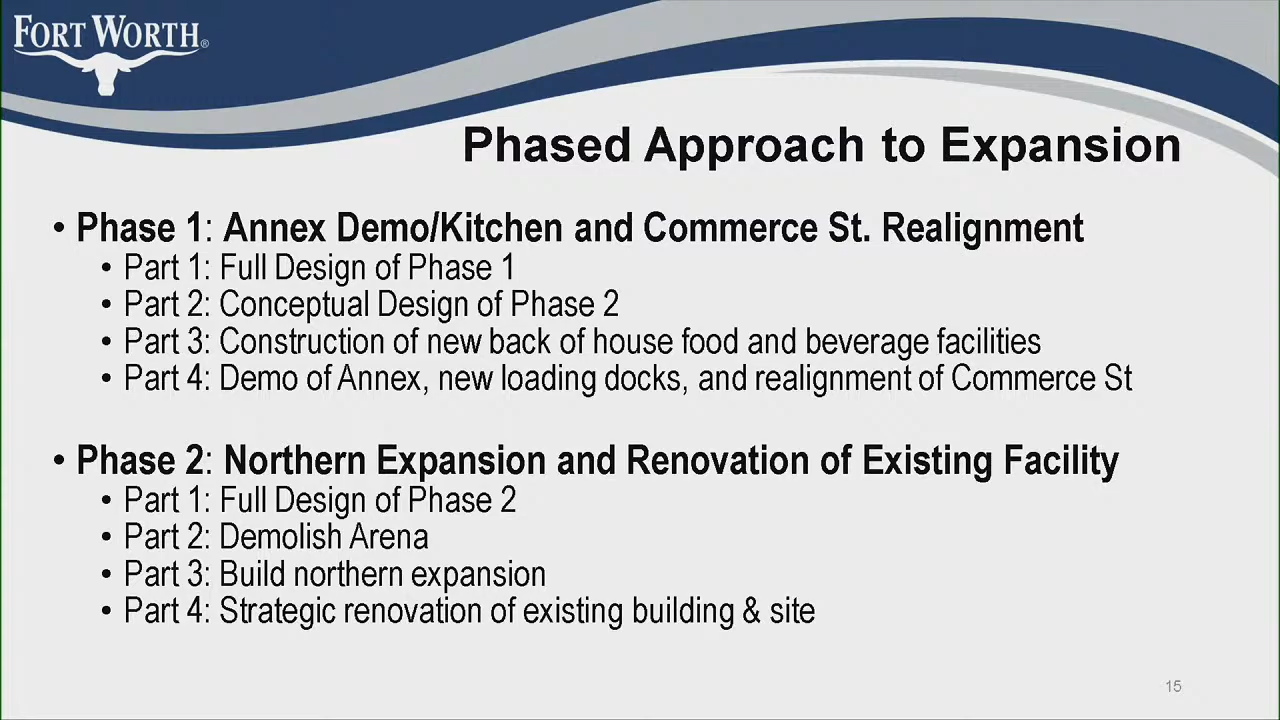 FORT WORTH®
Phased Approach to Expansion
• Phase 1: Annex Demo/Kitchen and Commerce St. Realignment
• Part 1: Full Design of Phase 1
• Part 2: Conceptual Design of Phase 2
• Part 3: Construction of new back of house food and beverage facilities
• Part 4: Demo of Annex, new loading docks, and realignment of Commerce St
• Phase 2: Northern Expansion and Renovation of Existing Facility
• Part 1: Full Design of Phase 2
• Part 2: Demolish Arena
• Part 3: Build northern expansion
• Part 4: Strategic renovation of existing building & site
15